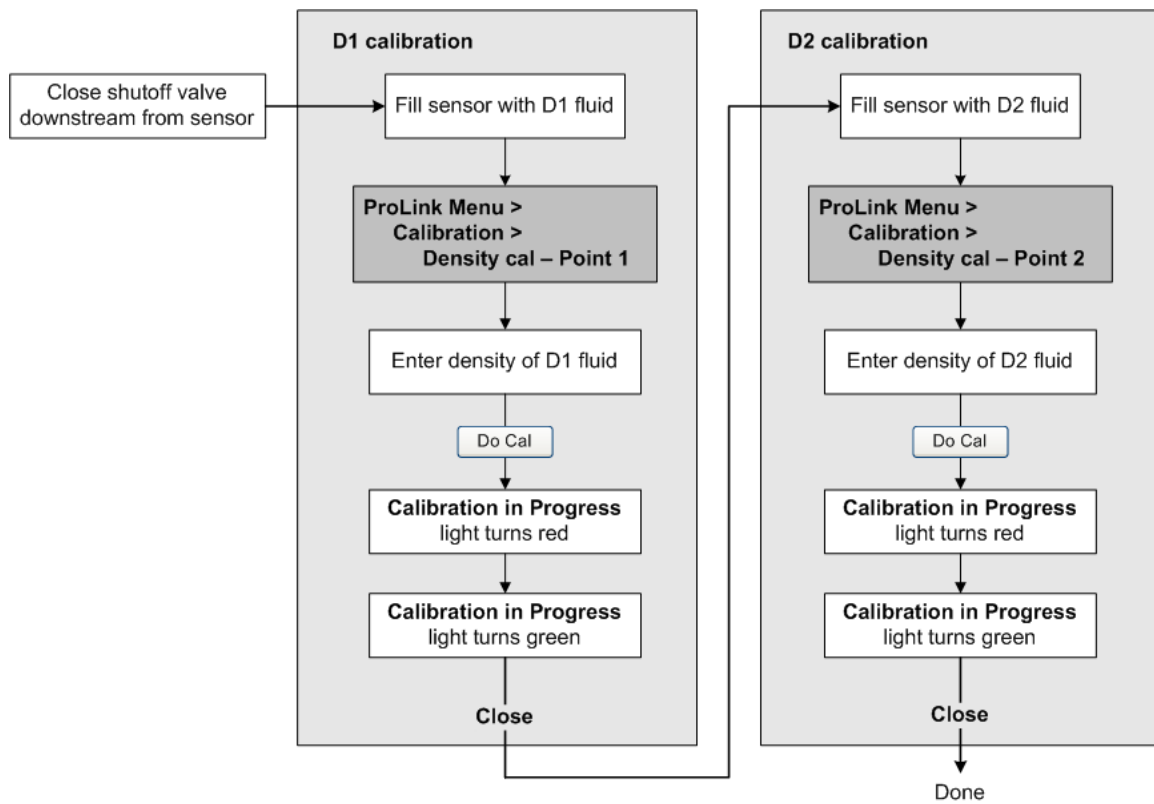 Close shutoff valve
downstream from sensor
D1 calibration
Fill sensor with D1 fluid
ProLink Menu >
Calibration >
Density cal – Point 1
Enter density of D1 fluid
Do Cal
Calibration in Progress
light turns red
Calibration in Progress
light turns green
Close
D2 calibration
Fill sensor with D2 fluid
ProLink Menu >
Calibration >
Density cal – Point 2
Enter density of D2 fluid
Do Cal
Calibration in Progress
light turns red
Calibration in Progress
light turns green
Close
Done